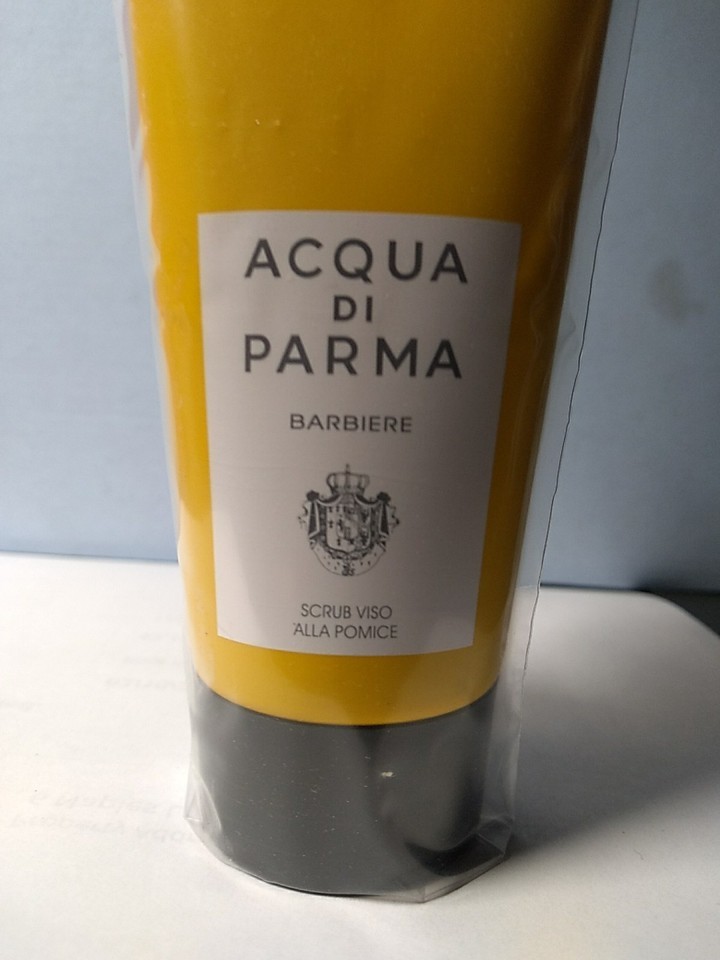 ACQUA
DI
PARMA
BARBIERE
SCRUB VISO
ALLA POMICE